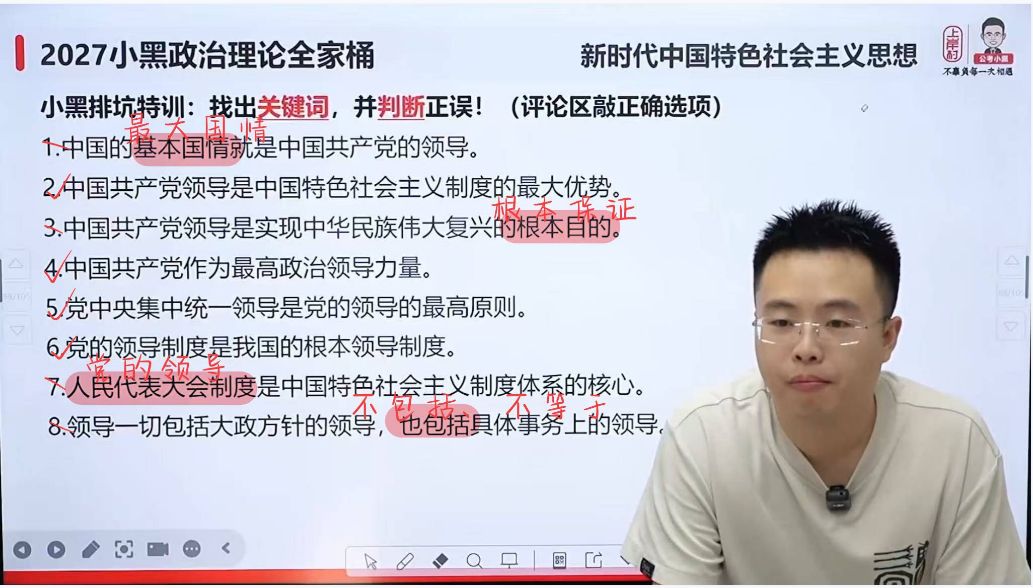 2027小黑政治理论全家桶
新时代中国特色社会主义思想
上岸村
公考小黑
不辜负每一次相遇
小黑排坑特训：找出关键词，并判断正误！（评论区敲正确选项）
最大国情
1.中国的基本国情就是中国共产党的领导。
2.中国共产党领导是中国特色社会主义制度的最大优势。
根本保证
3.中国共产党领导是实现中华民族伟大复兴的根本目的。
4.中国共产党作为最高政治领导力量。
5.党中央集中统一领导是党的领导的最高原则。
6.党的领导制度是我国的根本领导制度。
党的领导
7.人民代表大会制度是中国特色社会主义制度体系的核心。
不包括、不等于
8.领导一切包括大政方针的领导，也包括具体事务上的领导。